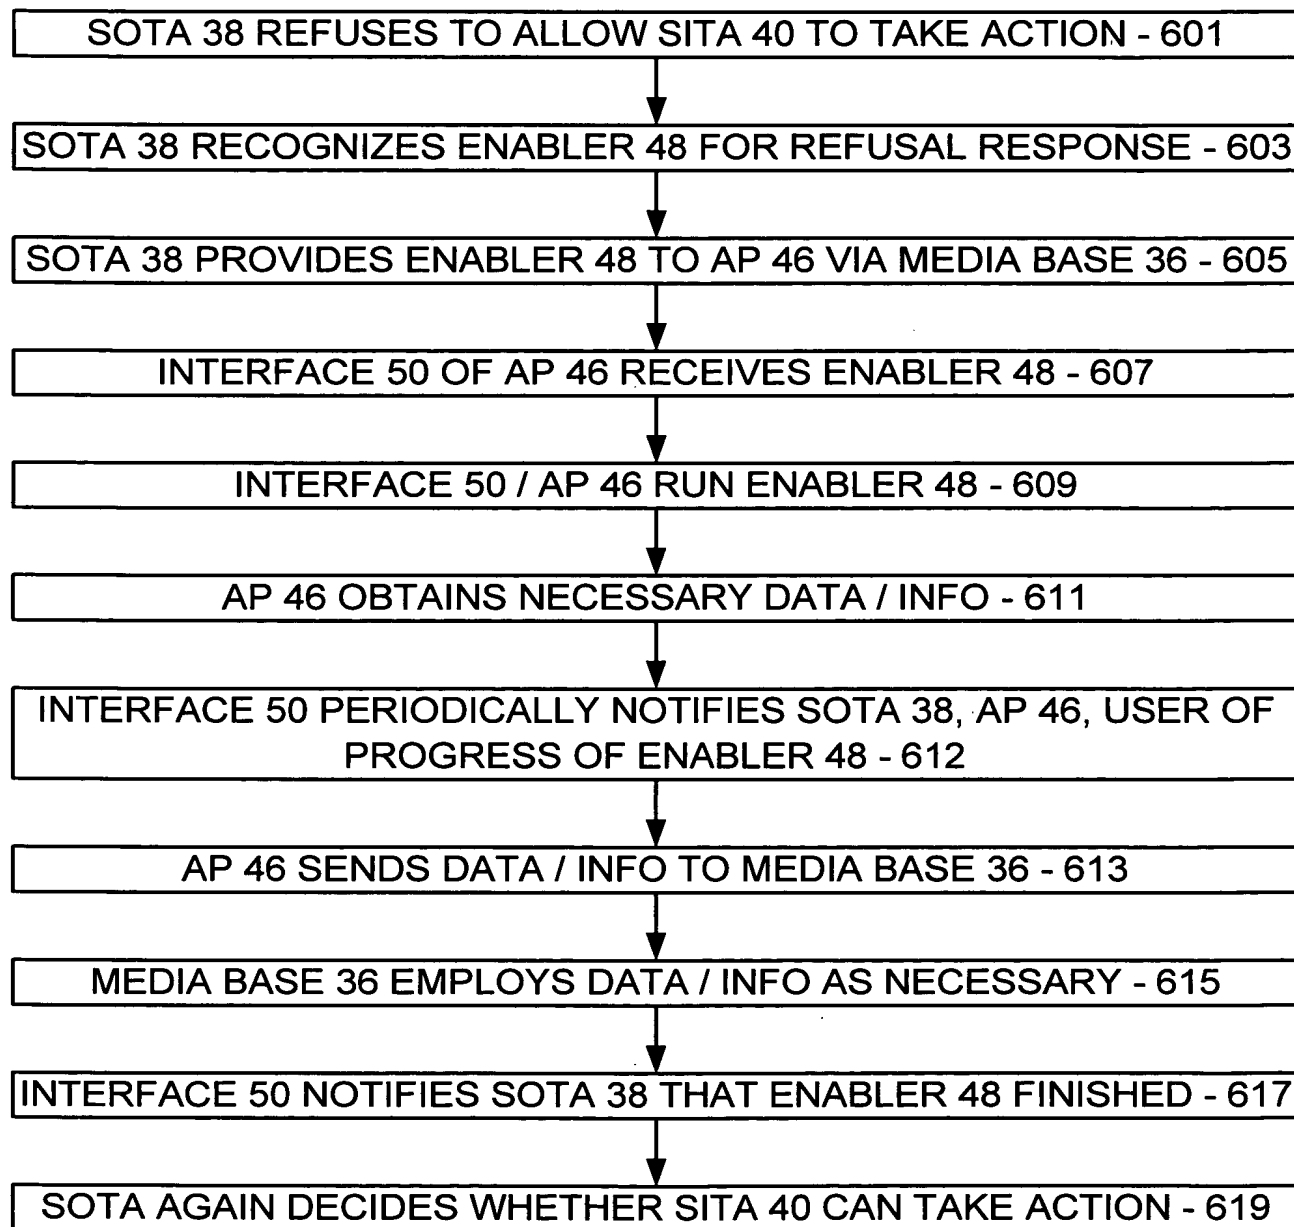 SOTA 38 REFUSES TO ALLOW SITA 40 TO TAKE ACTION - 601
SOTA 38 RECOGNIZES ENABLER 48 FOR REFUSAL RESPONSE - 603
SOTA 38 PROVIDES ENABLER 48 TO AP 46 VIA MEDIA BASE 36 - 605
INTERFACE 50 OF AP 46 RECEIVES ENABLER 48 - 607
INTERFACE 50 / AP 46 RUN ENABLER 48 - 609
AP 46 OBTAINS NECESSARY DATA / INFO - 611
INTERFACE 50 PERIODICALLY NOTIFIES SOTA 38, AP 46, USER OF
PROGRESS OF ENABLER 48 - 612
AP 46 SENDS DATA / INFO TO MEDIA BASE 36 - 613
MEDIA BASE 36 EMPLOYS DATA / INFO AS NECESSARY - 615
INTERFACE 50 NOTIFIES SOTA 38 THAT ENABLER 48 FINISHED - 617
SOTA AGAIN DECIDES WHETHER SITA 40 CAN TAKE ACTION - 619